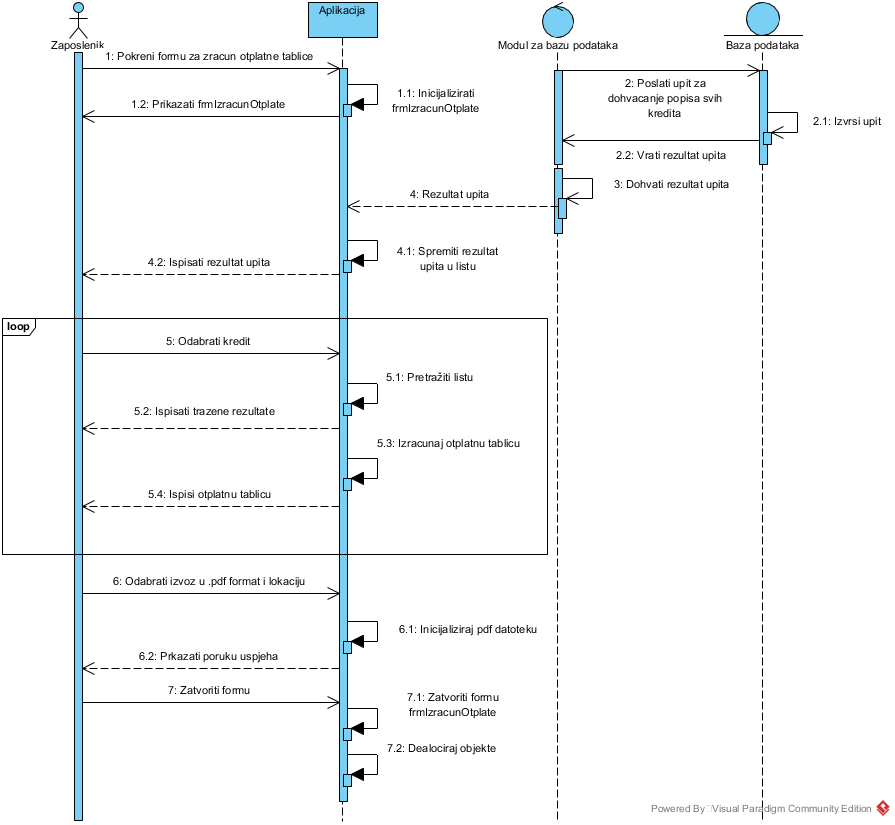 Zaposlenik
Aplikacija
Modul za bazu podataka
Baza podataka
1: Pokreni formu za zracun otplatne tablice
1.1: Inicijalizirati
frmIzracunOtplate
1.2: Prikazati frmIzracunOtplate
2: Poslati upit za
dohvacanje popisa svih
kredita
2.1: Izvrsi upit
2.2: Vrati rezultat upita
3: Dohvati rezultat upita
4: Rezultat upita
4.1: Spremiti rezultat
upita u listu
4.2: Ispisati rezultat upita
loop
5: Odabrati kredit
5.1: Pretražiti listu
5.2: Ispisati trazene rezultate
5.3: Izracunaj otplatnu tablicu
5.4: Ispisi otplatnu tablicu
6: Odabrati izvoz u .pdf format i lokaciju
6.1: Inicijaliziraj pdf datoteku
6.2: Prkazati poruku uspjeha
7: Zatvoriti formu
7.1: Zatvoriti formu
frmIzracunOtplate
7.2: Dealociraj objekte
Powered By Visual Paradigm Community Edition